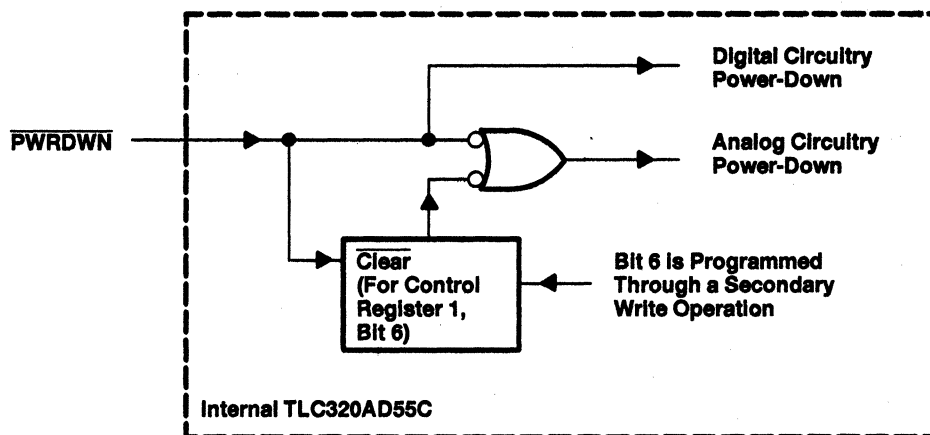 Digital Circuitry
Power-Down
PWRDWN
Analog Circuitry
Power-Down
Clear
(For Control
Register 1,
Bit 6)
Bit 6 is Programmed
Through a Secondary
Write Operation
Internal TLC320AD55C